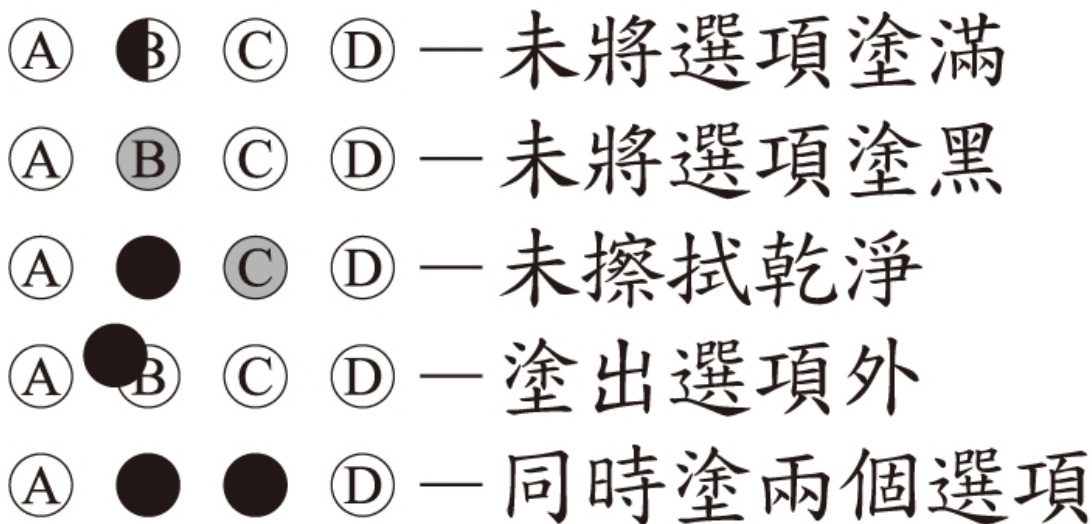 Ⓐ Ⓑ Ⓒ Ⓓ — 未將選項塗滿
Ⓐ Ⓑ Ⓒ Ⓓ — 未將選項塗黑
Ⓐ ● Ⓒ Ⓓ — 未擦拭乾淨
Ⓐ Ⓑ Ⓒ Ⓓ — 塗出選項外
Ⓐ ● ● Ⓓ — 同時塗兩個選項